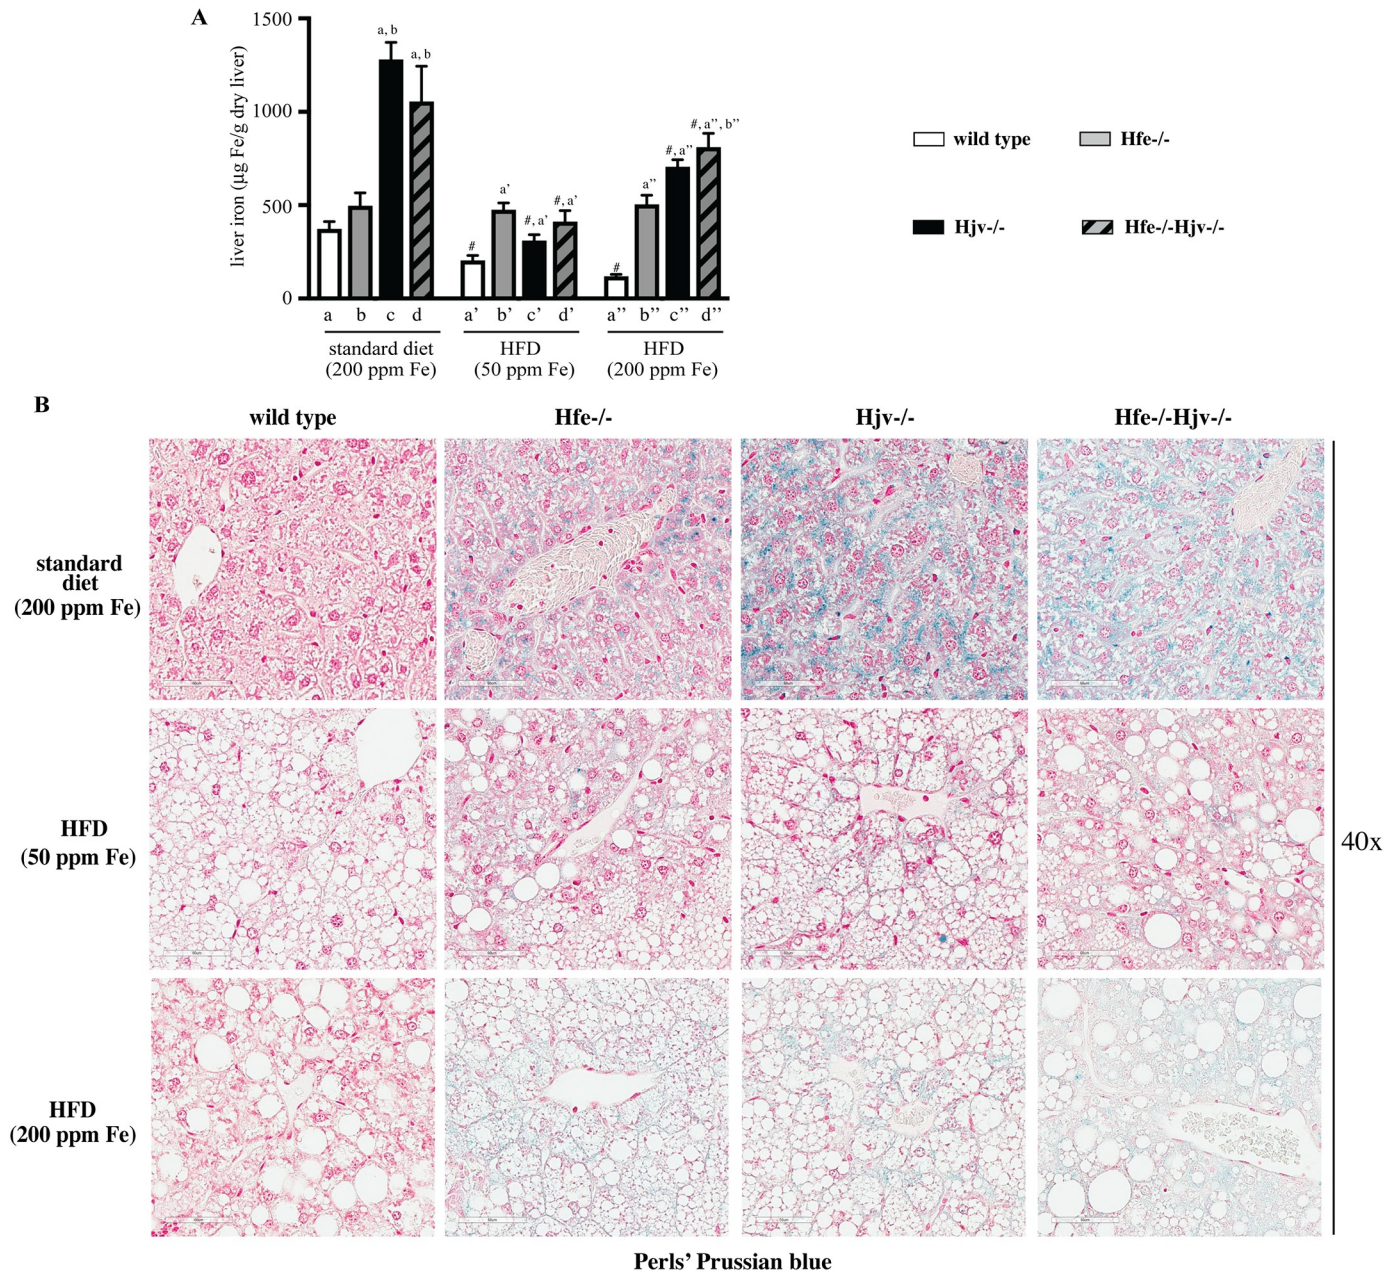 A
liver iron (µg Fe/g dry liver)
1500
1000
500
0
a, b
a, b
#
a’
#, a’
#, a’
#
a’’
#, a’’
#, a’’, b’’
a b c d
a’ b’ c’ d’
a’’ b’’ c’’ d’’
standard diet
(200 ppm Fe)
HFD
(50 ppm Fe)
HFD
(200 ppm Fe)
wild type
Hfe-/-
Hjv-/-
Hfe-/-Hjv-/-
B
wild type
Hfe-/-
Hjv-/-
Hfe-/-Hjv-/-
standard
diet
(200 ppm Fe)
HFD
(50 ppm Fe)
HFD
(200 ppm Fe)
40x
Perls’ Prussian blue